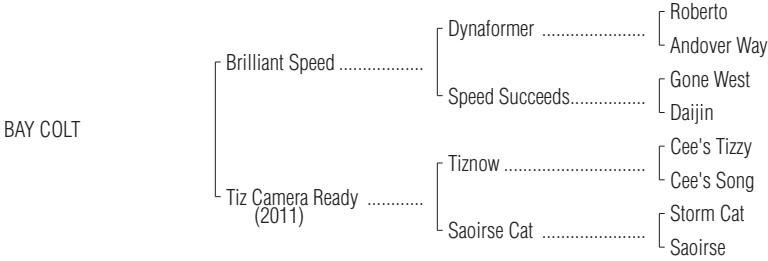 Roberto
Dynaformer ......................
Andover Way
Brilliant Speed ..................
Gone West
Speed Succeeds................
Daijin
BAY COLT
Cee's Tizzy
Tiznow ..............................
Cee's Song
Tiz Camera Ready ............
(2011)
Storm Cat
Saoirse Cat ......................
Saoirse